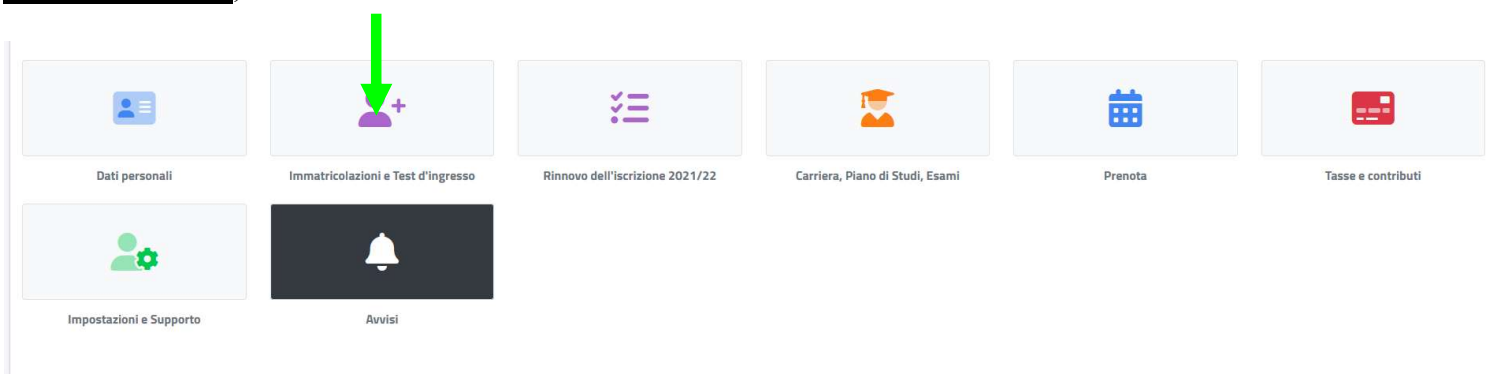 Dati personali
Immatricolazioni e Test d'ingresso
Rinnovo dell'iscrizione 2021/22
Carriera, Piano di Studi, Esami
Prenota
Tasse e contributi
Impostazioni e Supporto
Avvisi